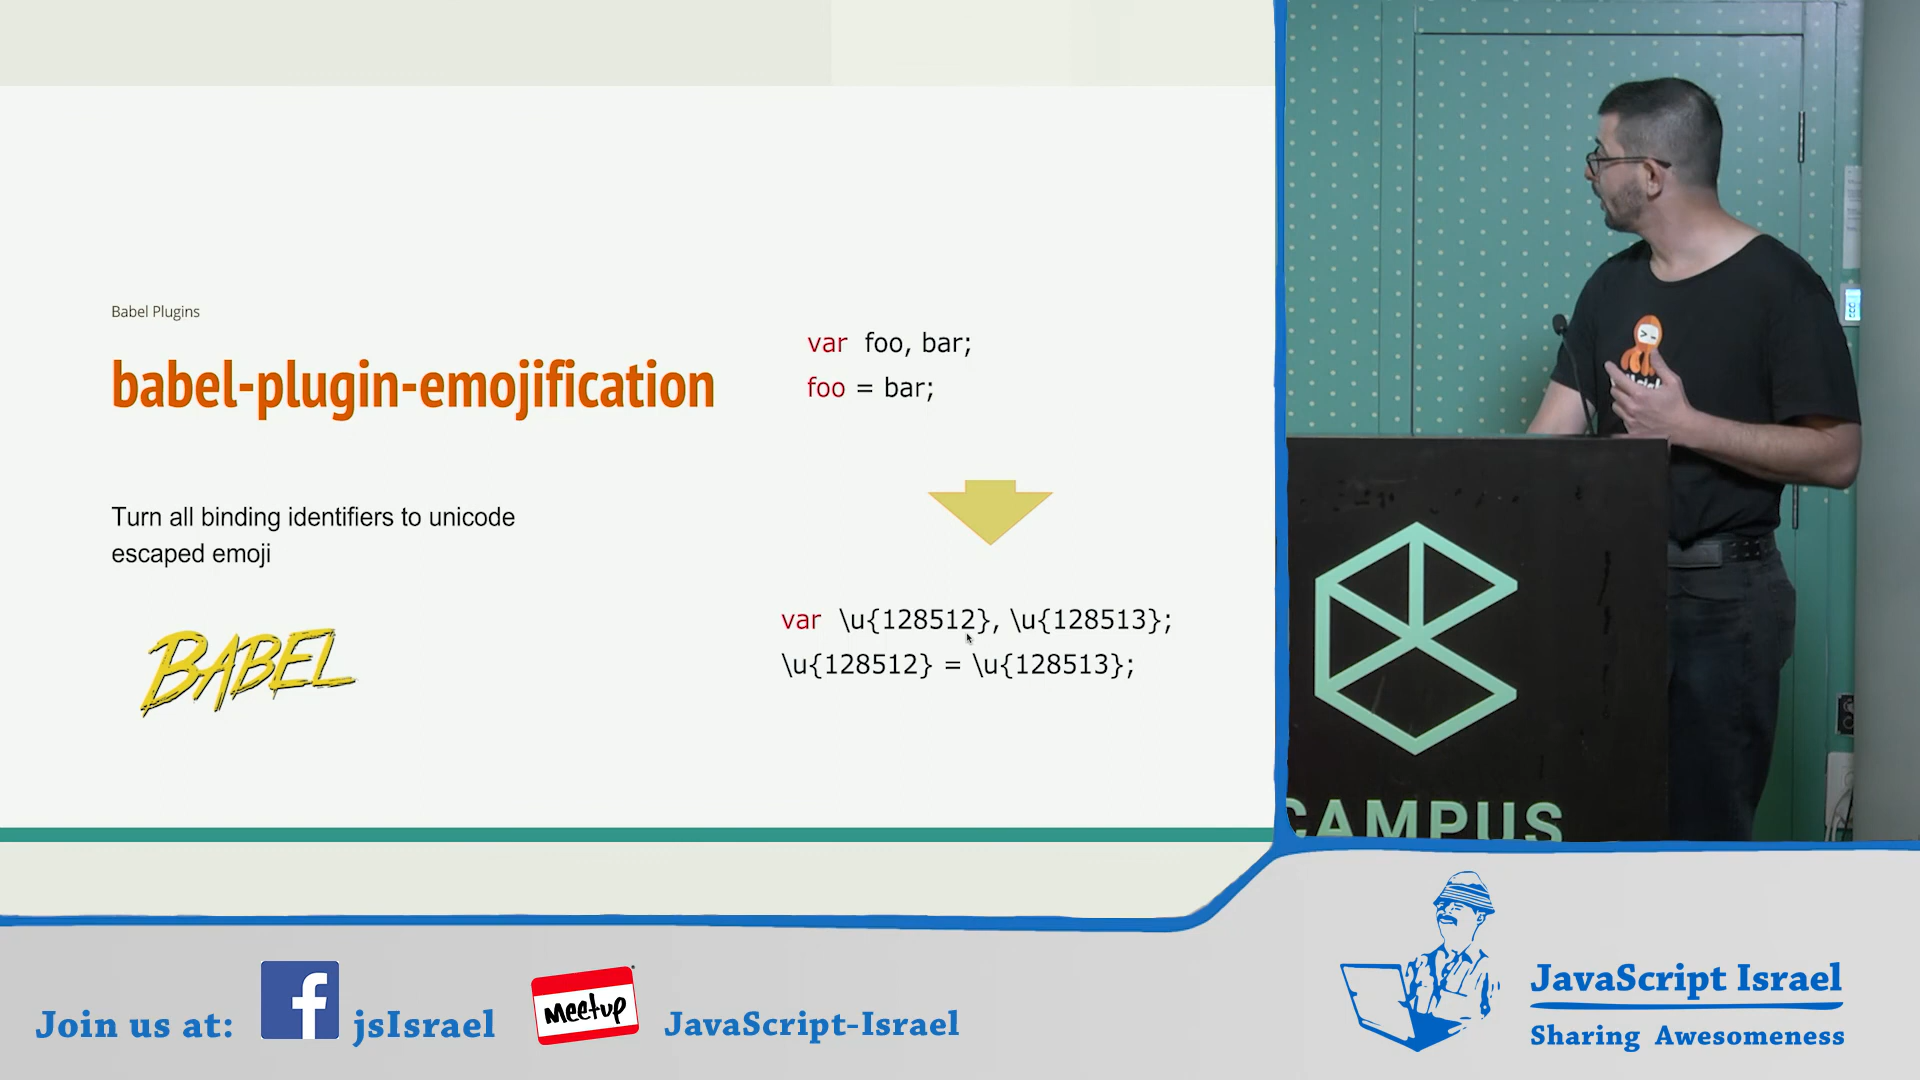 Babel Plugins
babel-plugin-emojification
Turn all binding identifiers to unicode
escaped emoji
BABEL
var foo, bar;
foo = bar;
var \u{128512}, \u{128513};
\u{128512} = \u{128513};
CAMPUS
Join us at:
f
jsIsrael
Meetup
JavaScript-Israel
JavaScript Israel
Sharing Awesomeness